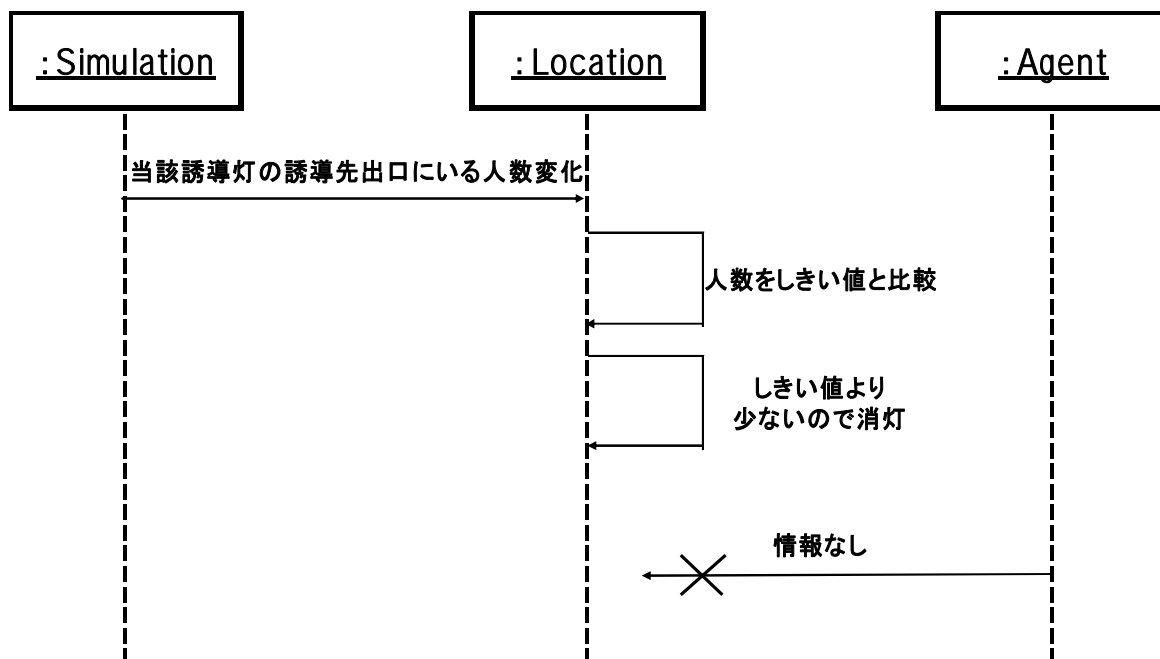 :Simulation
:Location
:Agent
当該誘導灯の誘導先出口にいる人数変化
人数をしきい値と比較
しきい値より
少ないので消灯
情報なし